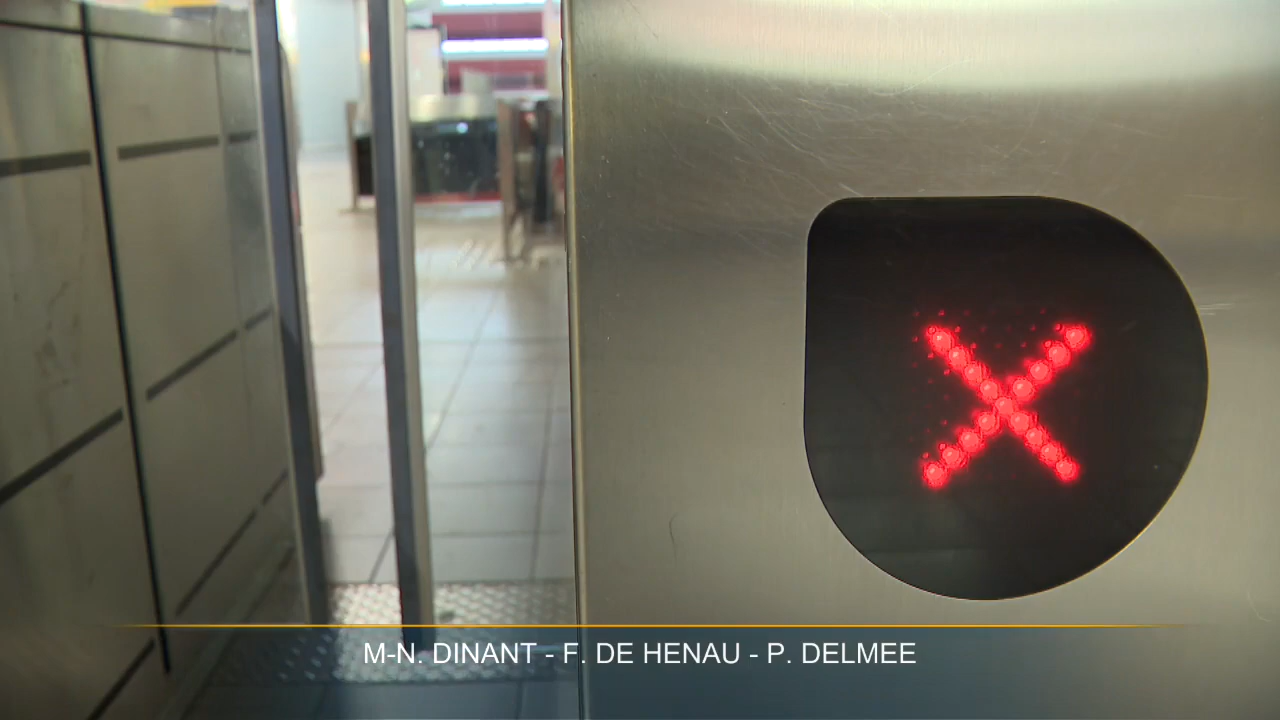 M-N. DINANT - F. DE HENAU - P. DELMEE